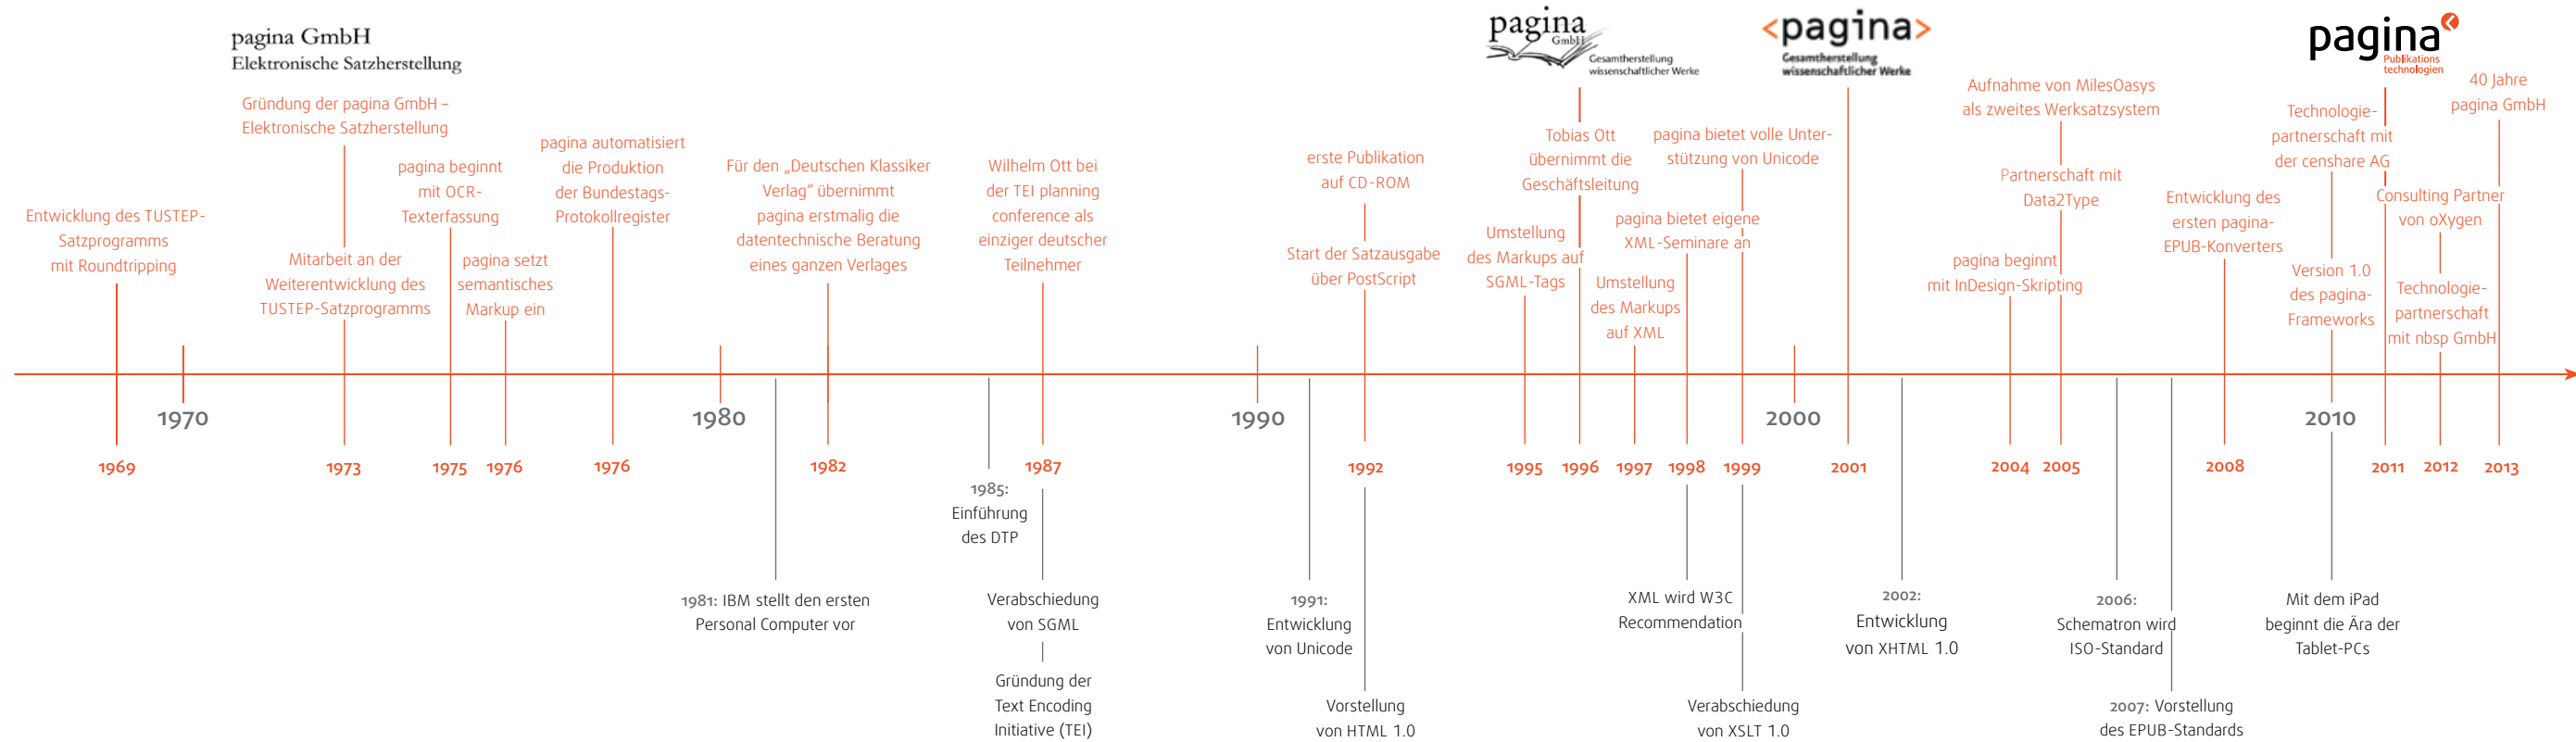 pagina GmbH
Elektronische Satzherstellung
pagina
GmbH
Gesamtherstellung
wissenschaftlicher Werke
<pagina>
Gesamtherstellung
wissenschaftlicher Werke
pagina
Publikations
technologien
Entwicklung des TUSTEP-
Satzprogramms
mit Roundtripping
Gründung der pagina GmbH –
Elektronische Satzherstellung
Mitarbeit an der
Weiterentwicklung des
TUSTEP-Satzprogramms
pagina beginnt
mit OCR-
Texterfassung
pagina setzt
semantisches
Markup ein
pagina automatisiert
die Produktion
der Bundestags-
Protokollregister
Für den „Deutschen Klassiker
Verlag“ übernimmt
pagina erstmalig die
datentechnische Beratung
eines ganzen Verlages
Wilhelm Ott bei
der TEI planning
conference als
einziger deutscher
Teilnehmer
erste Publikation
auf CD-ROM
Start der Satzausgabe
über PostScript
Umstellung
des Markups auf
SGML-Tags
Tobias Ott
übernimmt die
Geschäftsleitung
Umstellung
des Markups
auf XML
pagina bietet eigene
XML-Seminare an
pagina bietet volle Unter-
stützung von Unicode
pagina beginnt
mit InDesign-Skripting
Aufnahme von MilesOasys
als zweites Werksatzsystem
Partnerschaft mit
Data2Type
Entwicklung des
ersten pagina-
EPUB-Konverters
Technologie-
partnerschaft mit
der censhare AG
Version 1.0
des pagina-
Frameworks
Consulting Partner
von oXygen
Technologie-
partnerschaft
mit nbsp GmbH
40 Jahre
pagina GmbH
1970
1980
1990
2000
2010
1969
1973
1975
1976
1976
1982
1987
1992
1995
1996
1997
1998
1999
2001
2004
2005
2008
2011
2012
2013
1981: IBM stellt den ersten
Personal Computer vor
1985:
Einführung
des DTP
Verabschiedung
von SGML
Gründung der
Text Encoding
Initiative (TEI)
1991:
Entwicklung
von Unicode
Vorstellung
von HTML 1.0
XML wird W3C
Recommendation
Verabschiedung
von XSLT 1.0
2002:
Entwicklung
von XHTML 1.0
2006:
Schematron wird
ISO-Standard
2007: Vorstellung
des EPUB-Standards
Mit dem iPad
beginnt die Ära der
Tablet-PCs